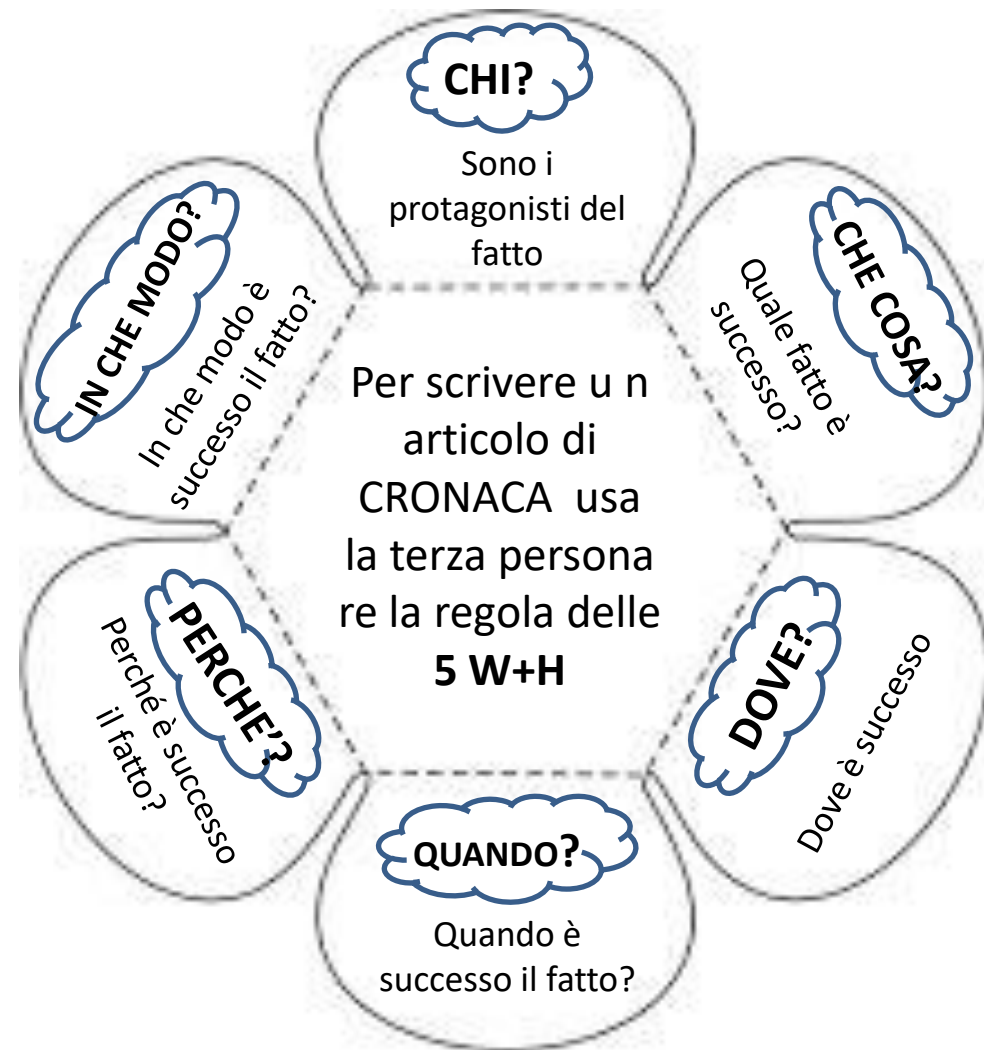 CHI?
Sono i
protagonisti del
fatto
CHE COSA?
Quale fatto è
successo?
DOVE?
Dove è successo
QUANDO?
Quando è
successo il fatto?
PERCHE’?
Perché è successo
il fatto?
IN CHE MODO?
In che modo è
successo il fatto?
Per scrivere u n
articolo di
CRONACA usa
la terza persona
re la regola delle
5 W+H